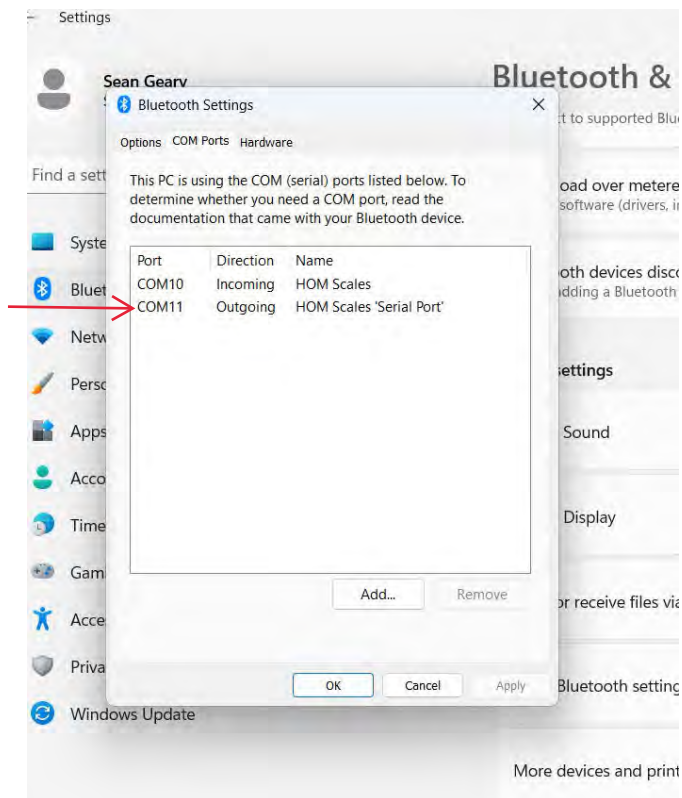 Settings
Sean Geary
Bluetooth &
Bluetooth Settings
Options COM Ports Hardware
Find a sett
This PC is using the COM (serial) ports listed below. To
determine whether you need a COM port, read the
documentation that came with your Bluetooth device.
Port Direction Name
COM10 Incoming HOM Scales
COM11 Outgoing HOM Scales 'Serial Port'
Add... Remove
OK Cancel Apply
Syste
Bluet
Netw
Perso
Apps
Acco
Time
Gam
Acce
Priva
Windows Update
t to supported Blue
oad over metere
software (drivers, in
oth devices disco
dding a Bluetooth
ettings
Sound
Display
or receive files via
Bluetooth setting
More devices and print